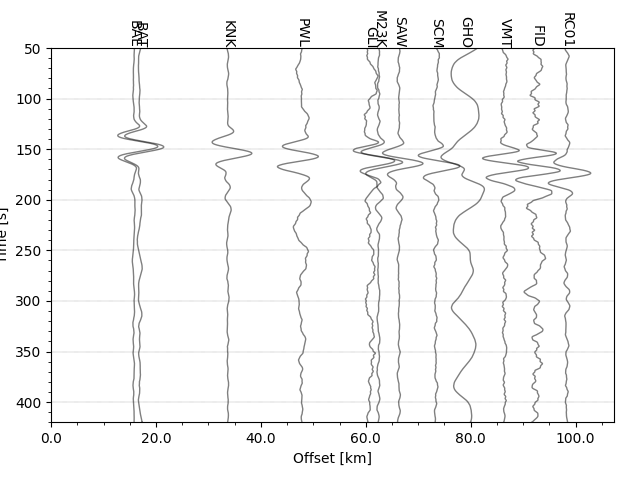 BAE
BAT
KNK
PWL
GLI
M23K
SAW
SCM
GHO
VMT
FID
RC01
50
100
150
200
250
300
350
400
Time [s]
0.0 20.0 40.0 60.0 80.0 100.0
Offset [km]